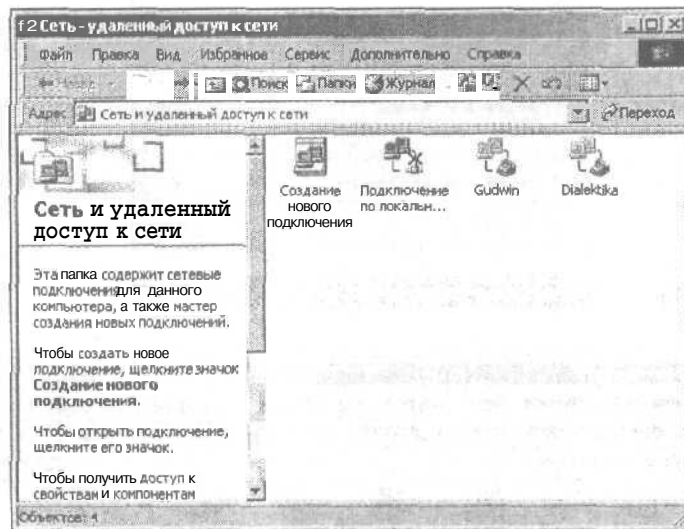 f2 Сеть - удаленный доступ к сети
Файл Правка Вид Избранное Сервис Дополнительно Справка
Поиск Папки Журнал
Адрес Сеть и удаленный доступ к сети Переход
Сеть и удаленный
доступ к сети
Эта папка содержит сетевые
подключения для данного
компьютера, а также мастер
создания новых подключений.
Чтобы создать новое
подключение, щелкните значок
Создание нового
подключения.
Чтобы открыть подключение,
щелкните его значок.
Чтобы получить доступ к
свойствам и компонентам
Создание
нового
подключения
Подключение
по локальн...
Gudwin
Dialektika
Объектов: 4